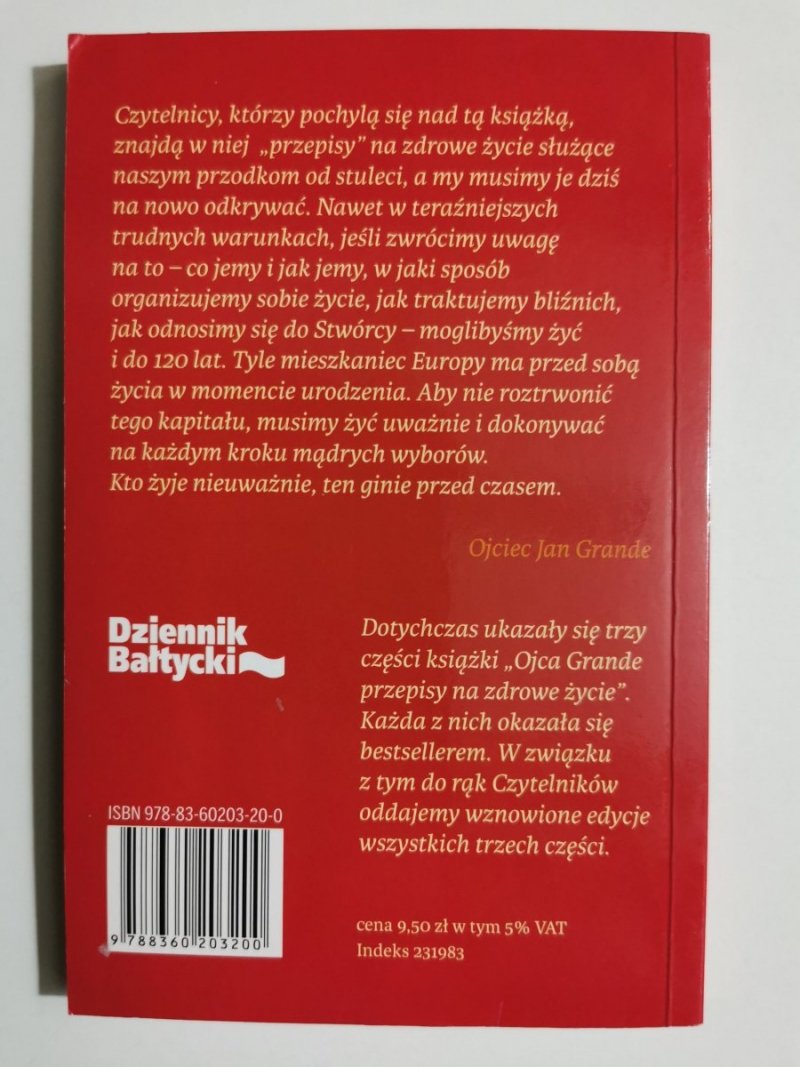 Czytelnicy, którzy pochylą się nad tą książką,
znajdą w niej „przepisy” na zdrowe życie służące
naszym przodkom od stuleci, a my musimy je dziś
na nowo odkrywać. Nawet w teraźniejszych
trudnych warunkach, jeśli zwrócimy uwagę
na to – co jemy i jak jemy, w jaki sposób
organizujemy sobie życie, jak traktujemy bliźnich,
jak odnosimy się do Stwórcy – moglibyśmy żyć
i do 120 lat. Tyle mieszkaniec Europy ma przed sobą
życia w momencie urodzenia. Aby nie roztrwonić
tego kapitału, musimy żyć uważnie i dokonywać
na każdym kroku mądrych wyborów.
Kto żyje nieuważnie, ten ginie przed czasem.
Ojciec Jan Grande
Dziennik
Bałtycki
Dotychczas ukazały się trzy
części książki „Ojca Grande
przepisy na zdrowe życie”.
Każda z nich okazała się
bestsellerem. W związku
z tym do rąk Czytelników
oddajemy wznowione edycje
wszystkich trzech części.
ISBN 978-83-60203-20-0
9 788360 203200
cena 9,50 zł w tym 5% VAT
Indeks 231983